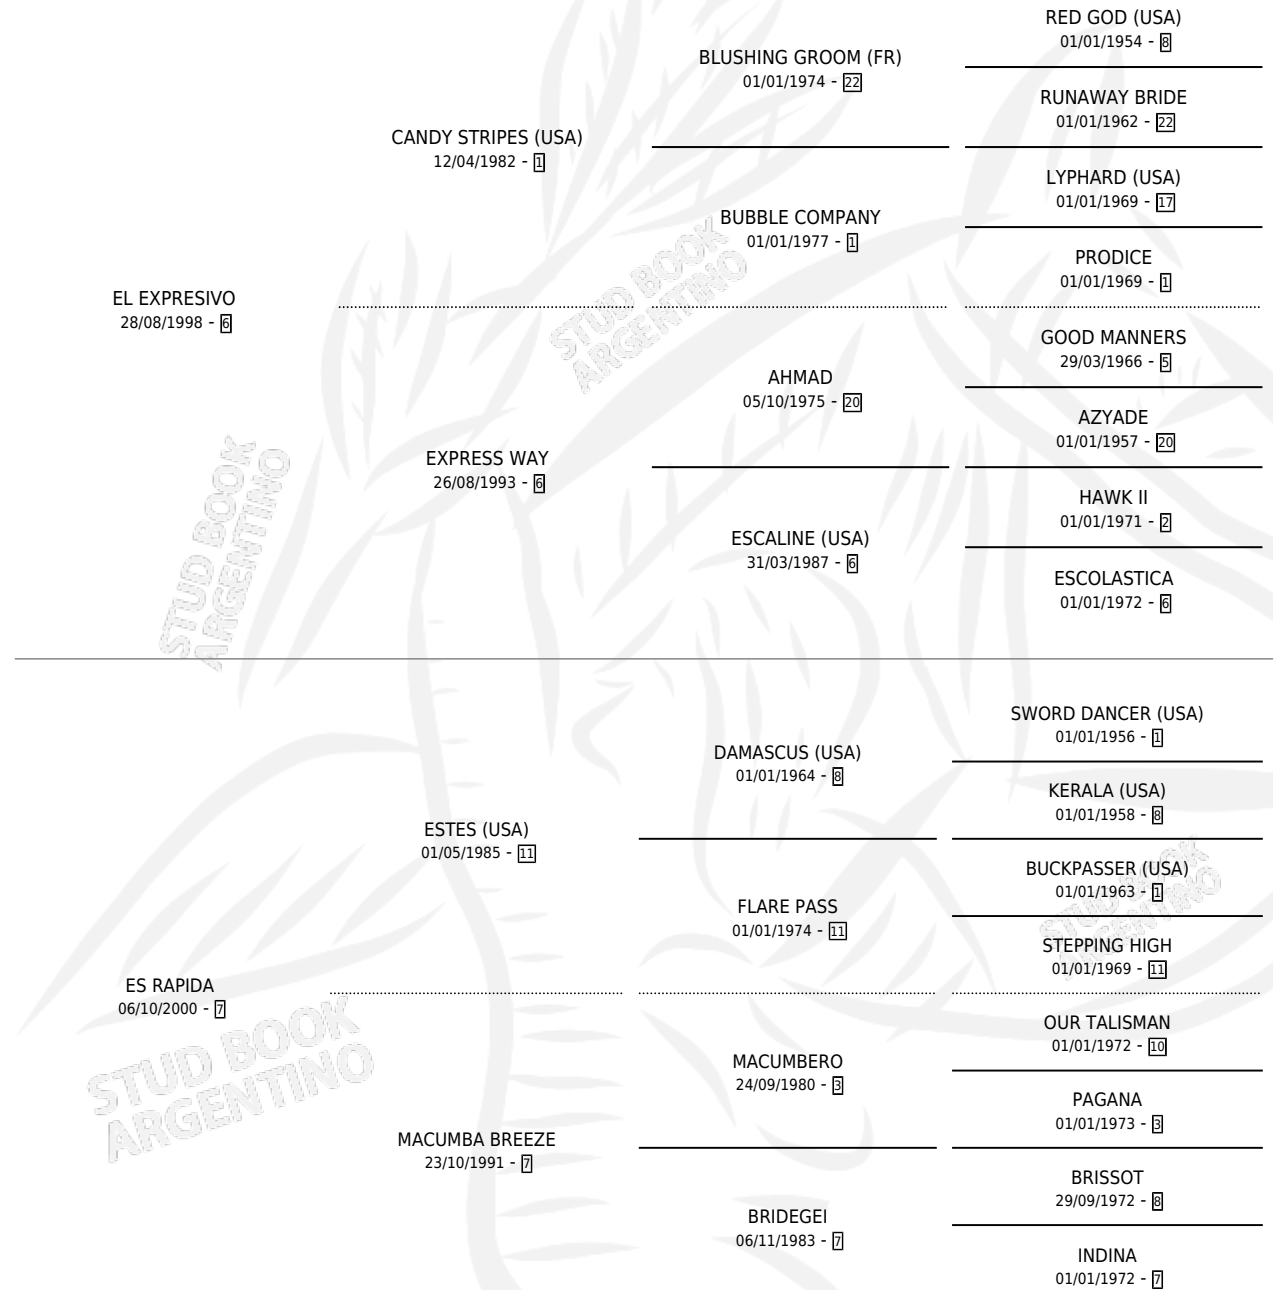 RED GOD (USA)
01/01/1954 - 8
BLUSHING GROOM (FR)
01/01/1974 - 22
RUNAWAY BRIDE
01/01/1962 - 22
CANDY STRIPES (USA)
12/04/1982 - 1
LYPHARD (USA)
01/01/1969 - 17
BUBBLE COMPANY
01/01/1977 - 1
PRODICE
01/01/1969 - 1
EL EXPRESIVO
28/08/1998 - 6
STUD BOOK
ARGENTINO
GOOD MANNERS
29/03/1966 - 5
AHMAD
05/10/1975 - 20
AZYADE
01/01/1957 - 20
EXPRESS WAY
26/08/1993 - 6
HAWK II
01/01/1971 - 2
ESCALINE (USA)
31/03/1987 - 6
ESCOLASTICA
01/01/1972 - 6
STUD BOOK
ARGENTINO
SWORD DANCER (USA)
01/01/1956 - 1
DAMASCUS (USA)
01/01/1964 - 8
KERALA (USA)
01/01/1958 - 8
ESTES (USA)
01/05/1985 - 11
BUCKPASSER (USA)
01/01/1963 - 1
FLARE PASS
01/01/1974 - 11
STUD BOOK
ARGENTINO
STEPPING HIGH
01/01/1969 - 11
ES RAPIDA
06/10/2000 - 7
STUD BOOK
ARGENTINO
OUR TALISMAN
01/01/1972 - 10
MACUMBERO
24/09/1980 - 3
PAGANA
01/01/1973 - 3
MACUMBA BREEZE
23/10/1991 - 7
BRISSOT
29/09/1972 - 8
BRIDEGEI
06/11/1983 - 7
INDINA
01/01/1972 - 7